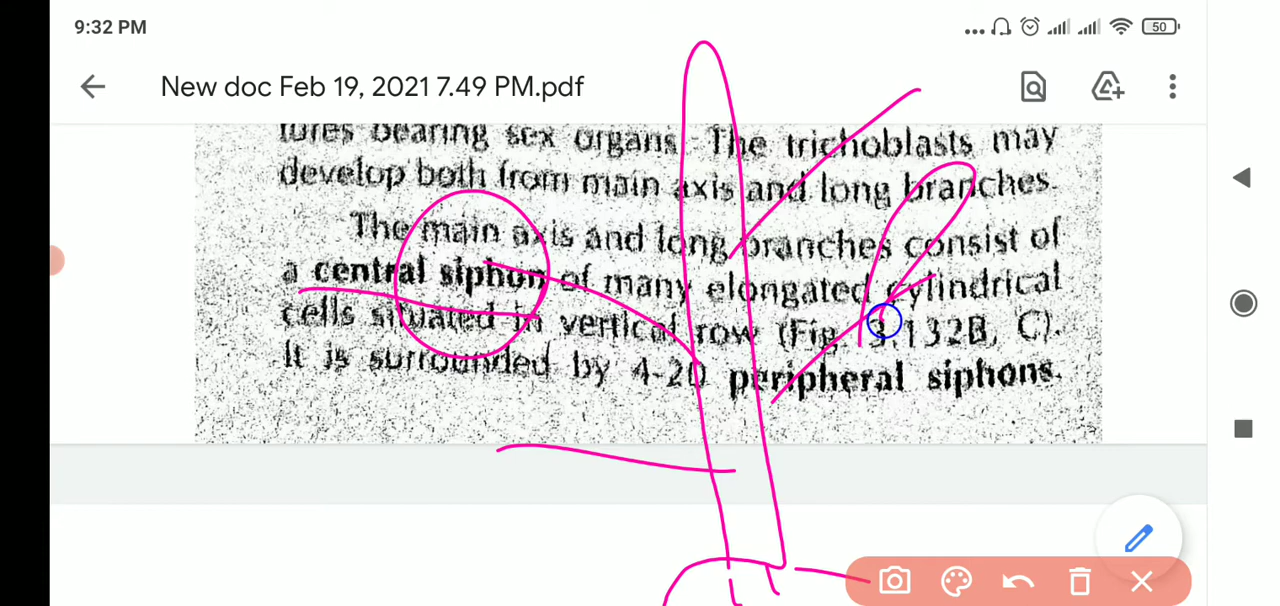 9:32 PM
50
New doc Feb 19, 2021 7.49 PM.pdf
tures bearing sex organs. The trichoblasts may
develop both from main axis and long branches.
The main axis and long branches consist of
a central siphon of many elongated cylindrical
cells situated in vertical row (Fig. 3.132B, C).
It is surrounded by 4-20 peripheral siphons.